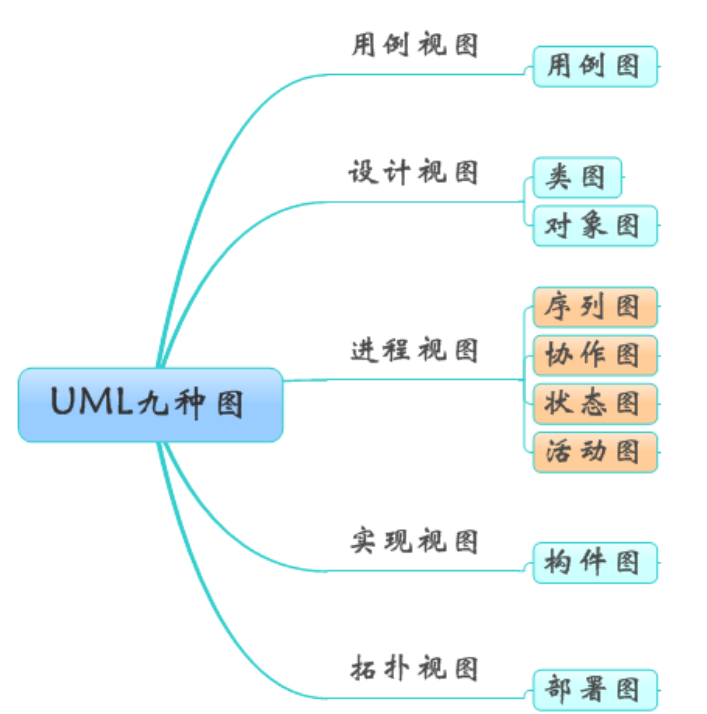 用例视图
用例图
设计视图
类图
对象图
进程视图
序列图
协作图
状态图
活动图
UML九种图
实现视图
构件图
拓扑视图
部署图